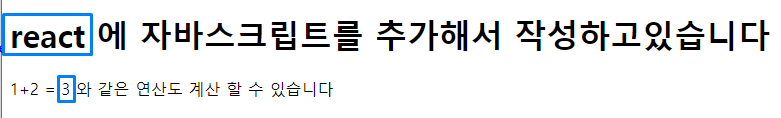 react 에 자바스크립트를 추가해서 작성하고있습니다
1+2 = 3 와 같은 연산도 계산 할 수 있습니다